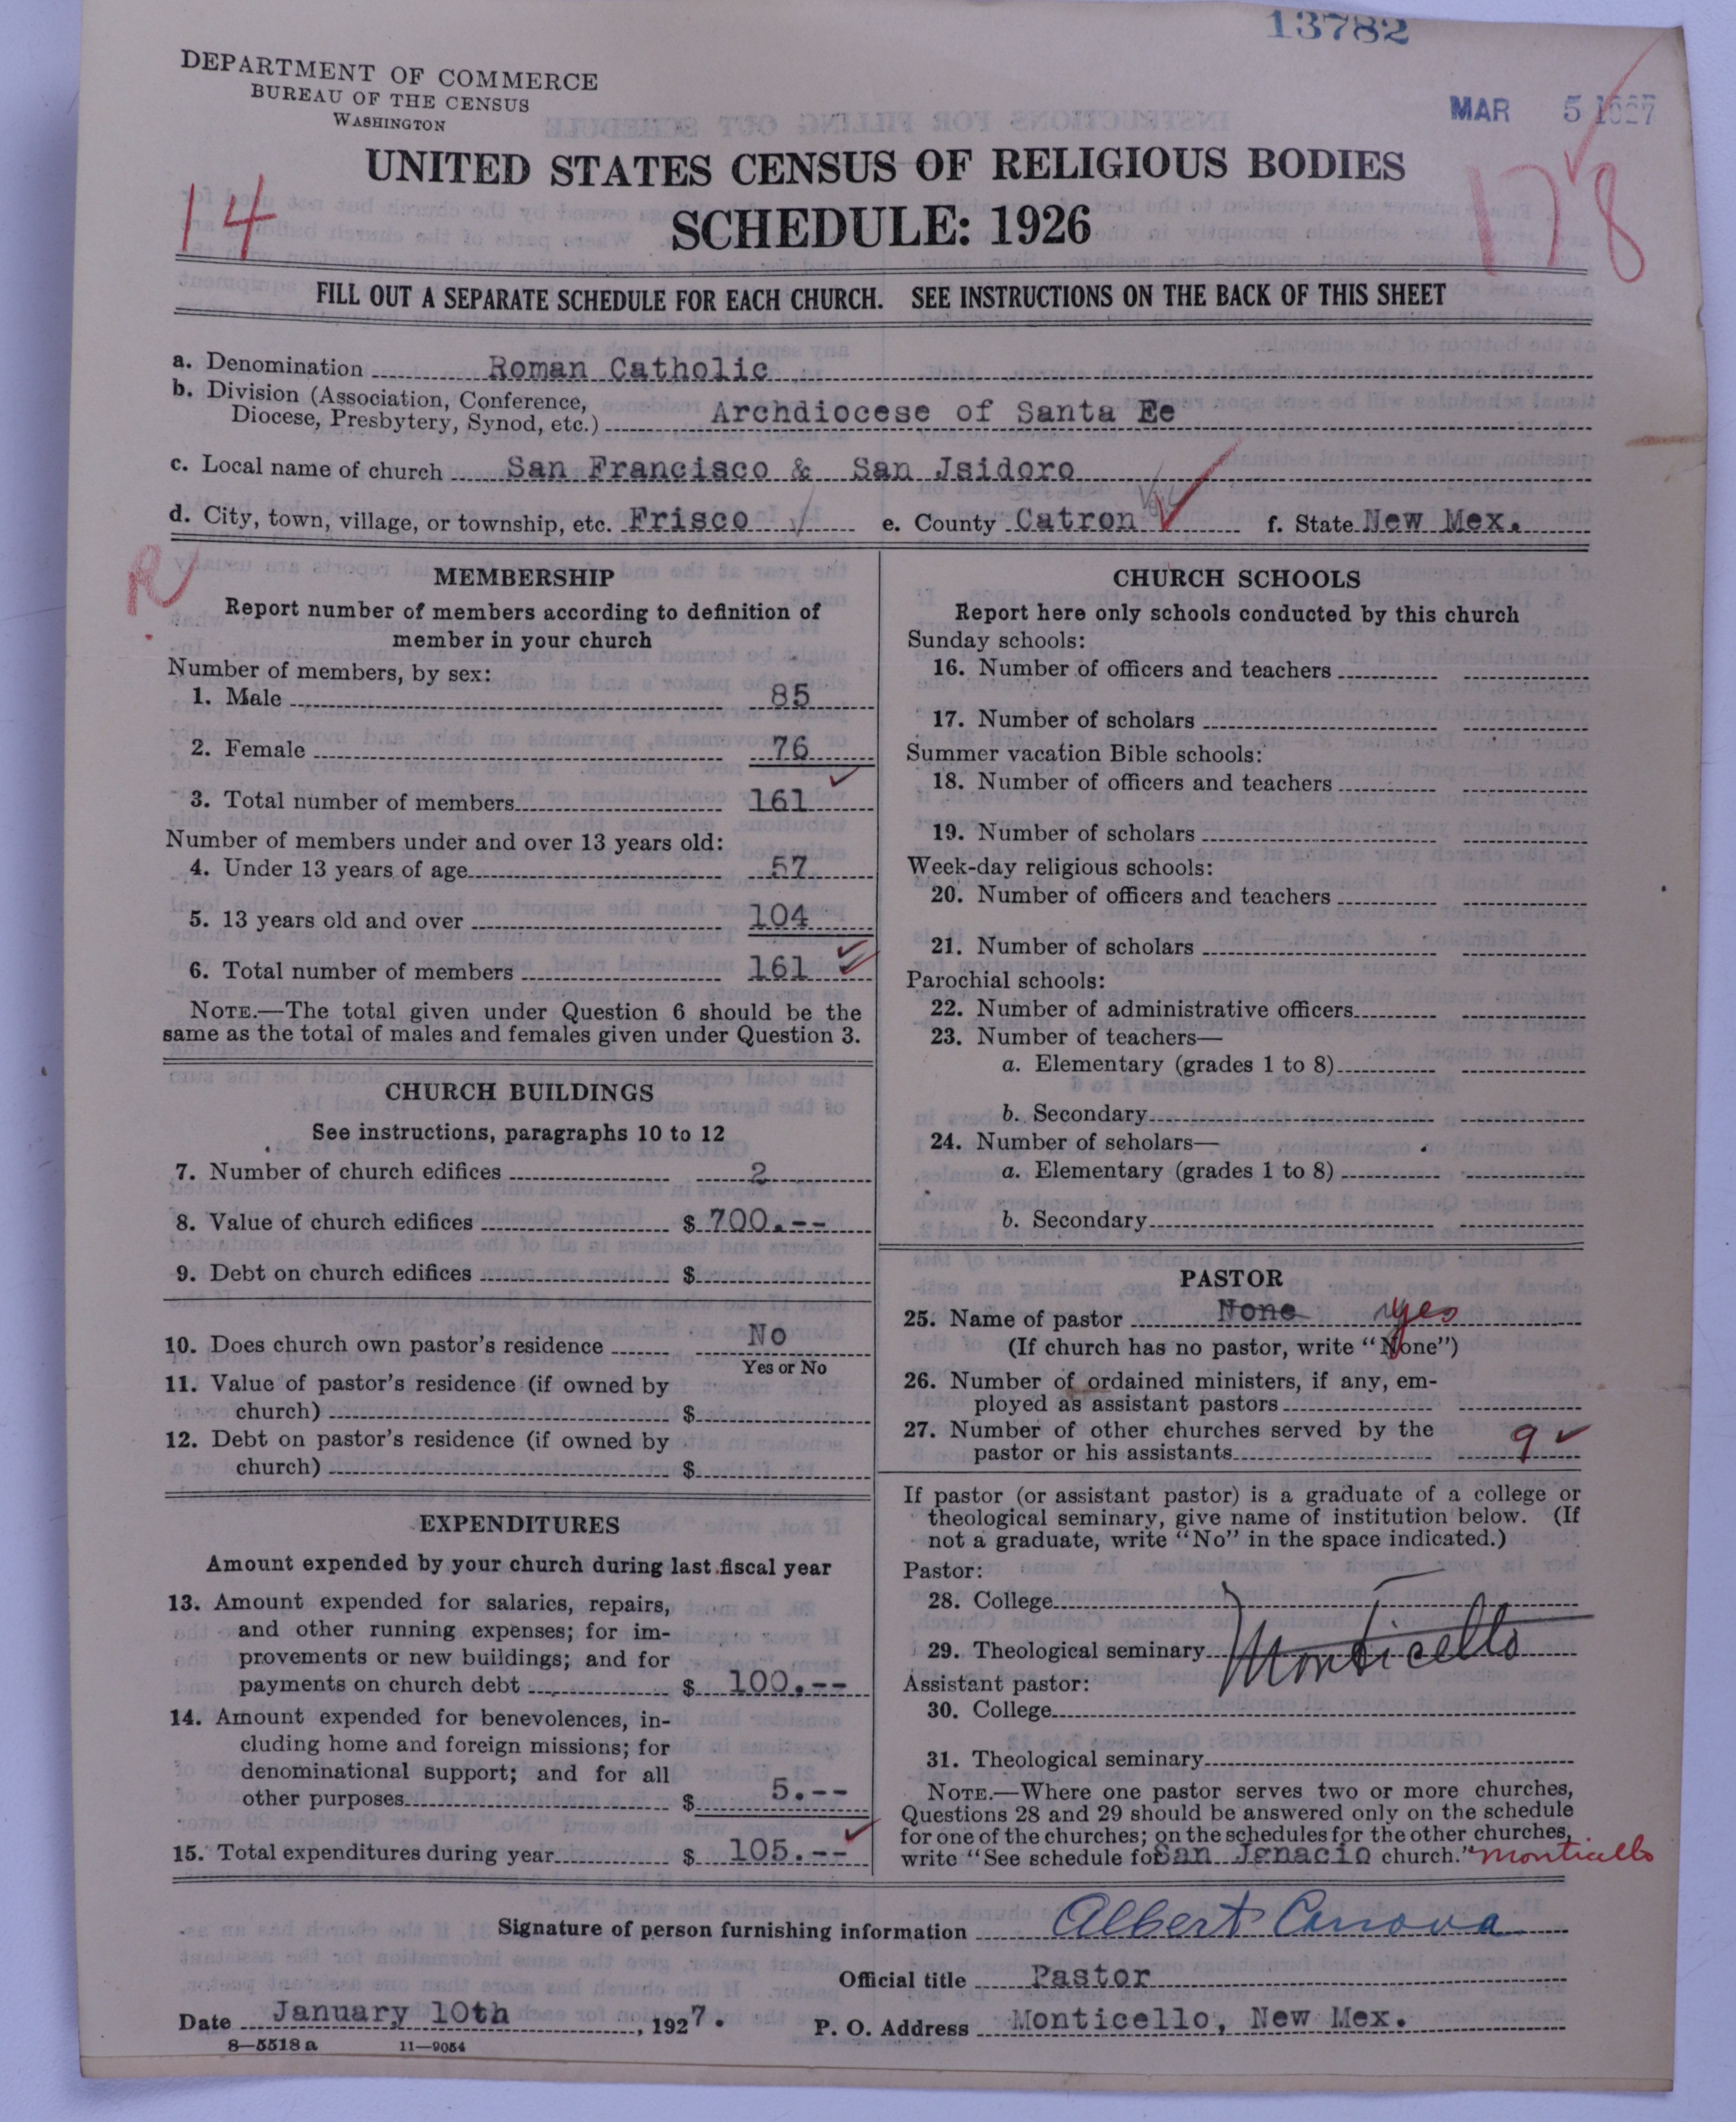 13782
DEPARTMENT OF COMMERCE
BUREAU OF THE CENSUS
WASHINGTON
MAR 5 1927
UNITED STATES CENSUS OF RELIGIOUS BODIES
14
178
SCHEDULE: 1926
FILL OUT A SEPARATE SCHEDULE FOR EACH CHURCH. SEE INSTRUCTIONS ON THE BACK OF THIS SHEET
a. Denomination Roman Catholic
b. Division (Association, Conference,
Diocese, Presbytery, Synod, etc.) Archdiocese of Santa Ee
c. Local name of church San Francisco & San Jsidoro
d. City, town, village, or township, etc. Frisco e. County Catron f. State New Mex.
R
MEMBERSHIP
Report number of members according to definition of
member in your church
Number of members, by sex:
1. Male 85
2. Female 76
3. Total number of members 161
Number of members under and over 13 years old:
4. Under 13 years of age 57
5. 13 years old and over 104
6. Total number of members 161
NOTE.—The total given under Question 6 should be the
same as the total of males and females given under Question 3.
CHURCH BUILDINGS
See instructions, paragraphs 10 to 12
7. Number of church edifices 2
8. Value of church edifices $ 700.--
9. Debt on church edifices $
10. Does church own pastor's residence No
Yes or No
11. Value of pastor's residence (if owned by
church) $
12. Debt on pastor's residence (if owned by
church) $
EXPENDITURES
Amount expended by your church during last fiscal year
13. Amount expended for salaries, repairs,
and other running expenses; for im-
provements or new buildings; and for
payments on church debt $ 100.--
14. Amount expended for benevolences, in-
cluding home and foreign missions; for
denominational support; and for all
other purposes $ 5.--
15. Total expenditures during year $ 105.--
CHURCH SCHOOLS
Report here only schools conducted by this church
Sunday schools:
16. Number of officers and teachers
17. Number of scholars
Summer vacation Bible schools:
18. Number of officers and teachers
19. Number of scholars
Week-day religious schools:
20. Number of officers and teachers
21. Number of scholars
Parochial schools:
22. Number of administrative officers
23. Number of teachers—
a. Elementary (grades 1 to 8)
b. Secondary
24. Number of scholars—
a. Elementary (grades 1 to 8)
b. Secondary
PASTOR
25. Name of pastor None yes
(If church has no pastor, write "None")
26. Number of ordained ministers, if any, em-
ployed as assistant pastors
27. Number of other churches served by the
pastor or his assistants 9
If pastor (or assistant pastor) is a graduate of a college or
theological seminary, give name of institution below. (If
not a graduate, write "No" in the space indicated.)
Pastor:
28. College
29. Theological seminary Monticello
Assistant pastor:
30. College
31. Theological seminary
NOTE.—Where one pastor serves two or more churches,
Questions 28 and 29 should be answered only on the schedule
for one of the churches; on the schedules for the other churches,
write "See schedule for San Jgnacio church." Monticello
Signature of person furnishing information Albert Canova
Official title Pastor
Date January 10th, 1927. P. O. Address Monticello, New Mex.
8—5518a 11—9054